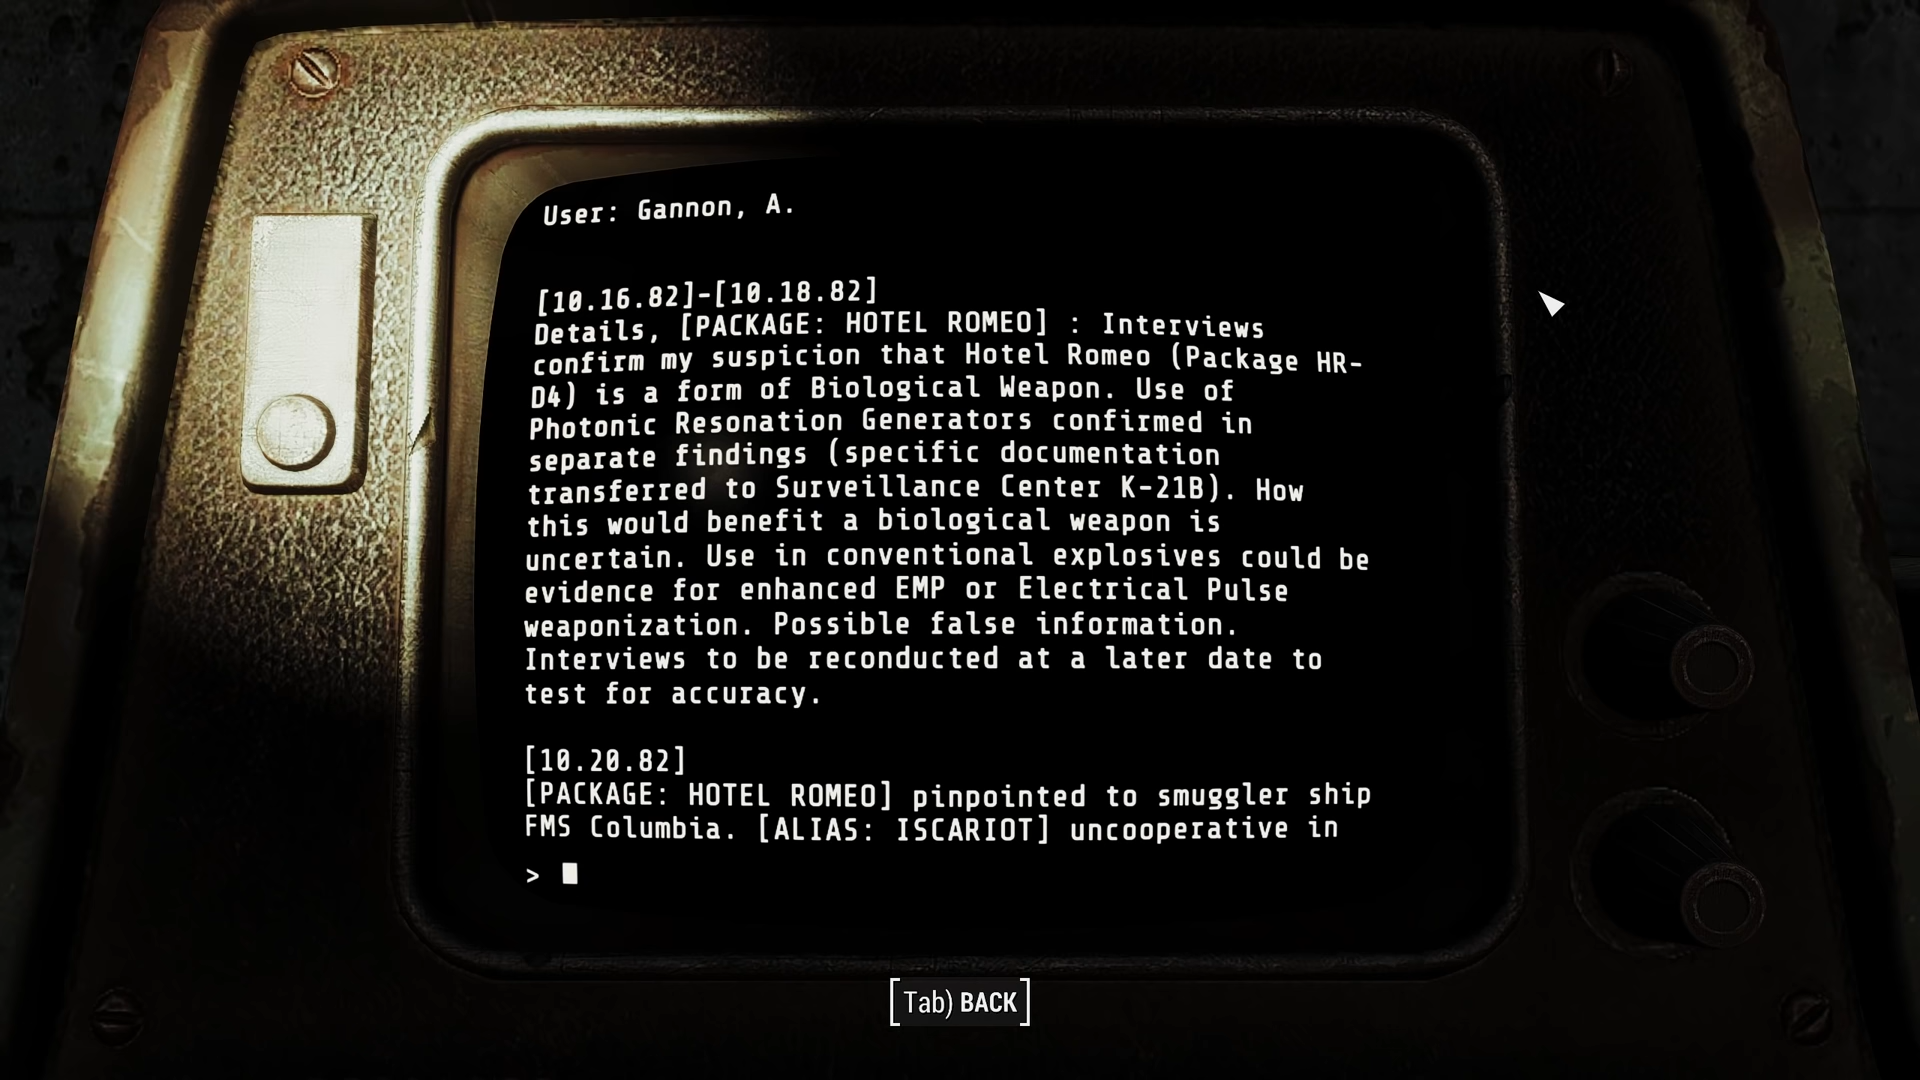 User: Gannon, A.
[10.16.82]-[10.18.82]
Details, [PACKAGE: HOTEL ROMEO] : Interviews
confirm my suspicion that Hotel Romeo (Package HR-
D4) is a form of Biological Weapon. Use of
Photonic Resonation Generators confirmed in
separate findings (specific documentation
transferred to Surveillance Center K-21B). How
this would benefit a biological weapon is
uncertain. Use in conventional explosives could be
evidence for enhanced EMP or Electrical Pulse
weaponization. Possible false information.
Interviews to be reconducted at a later date to
test for accuracy.
[10.20.82]
[PACKAGE: HOTEL ROMEO] pinpointed to smuggler ship
FMS Columbia. [ALIAS: ISCARIOT] uncooperative in
>
[Tab) BACK]